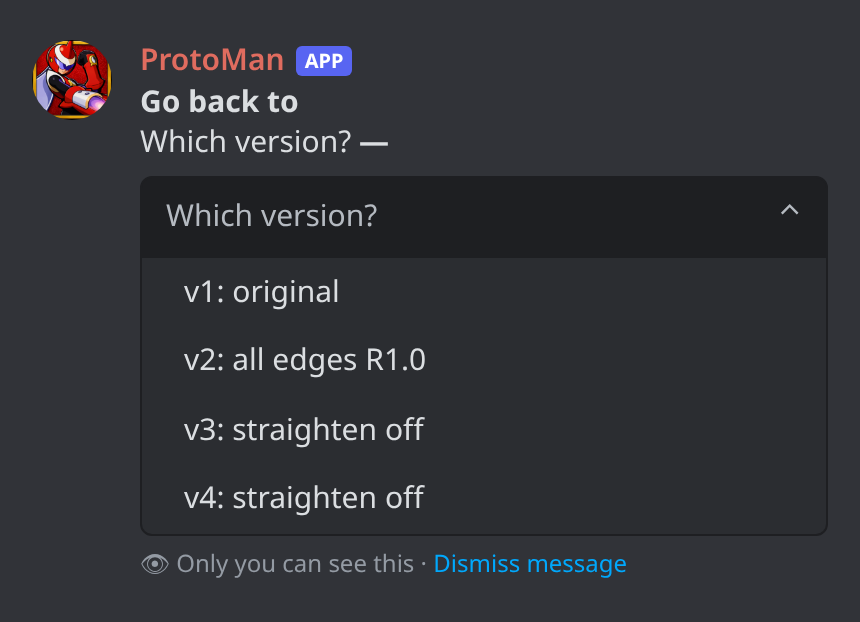 ProtoMan APP
Go back to
Which version? —
Which version?
v1: original
v2: all edges R1.0
v3: straighten off
v4: straighten off
Only you can see this · Dismiss message